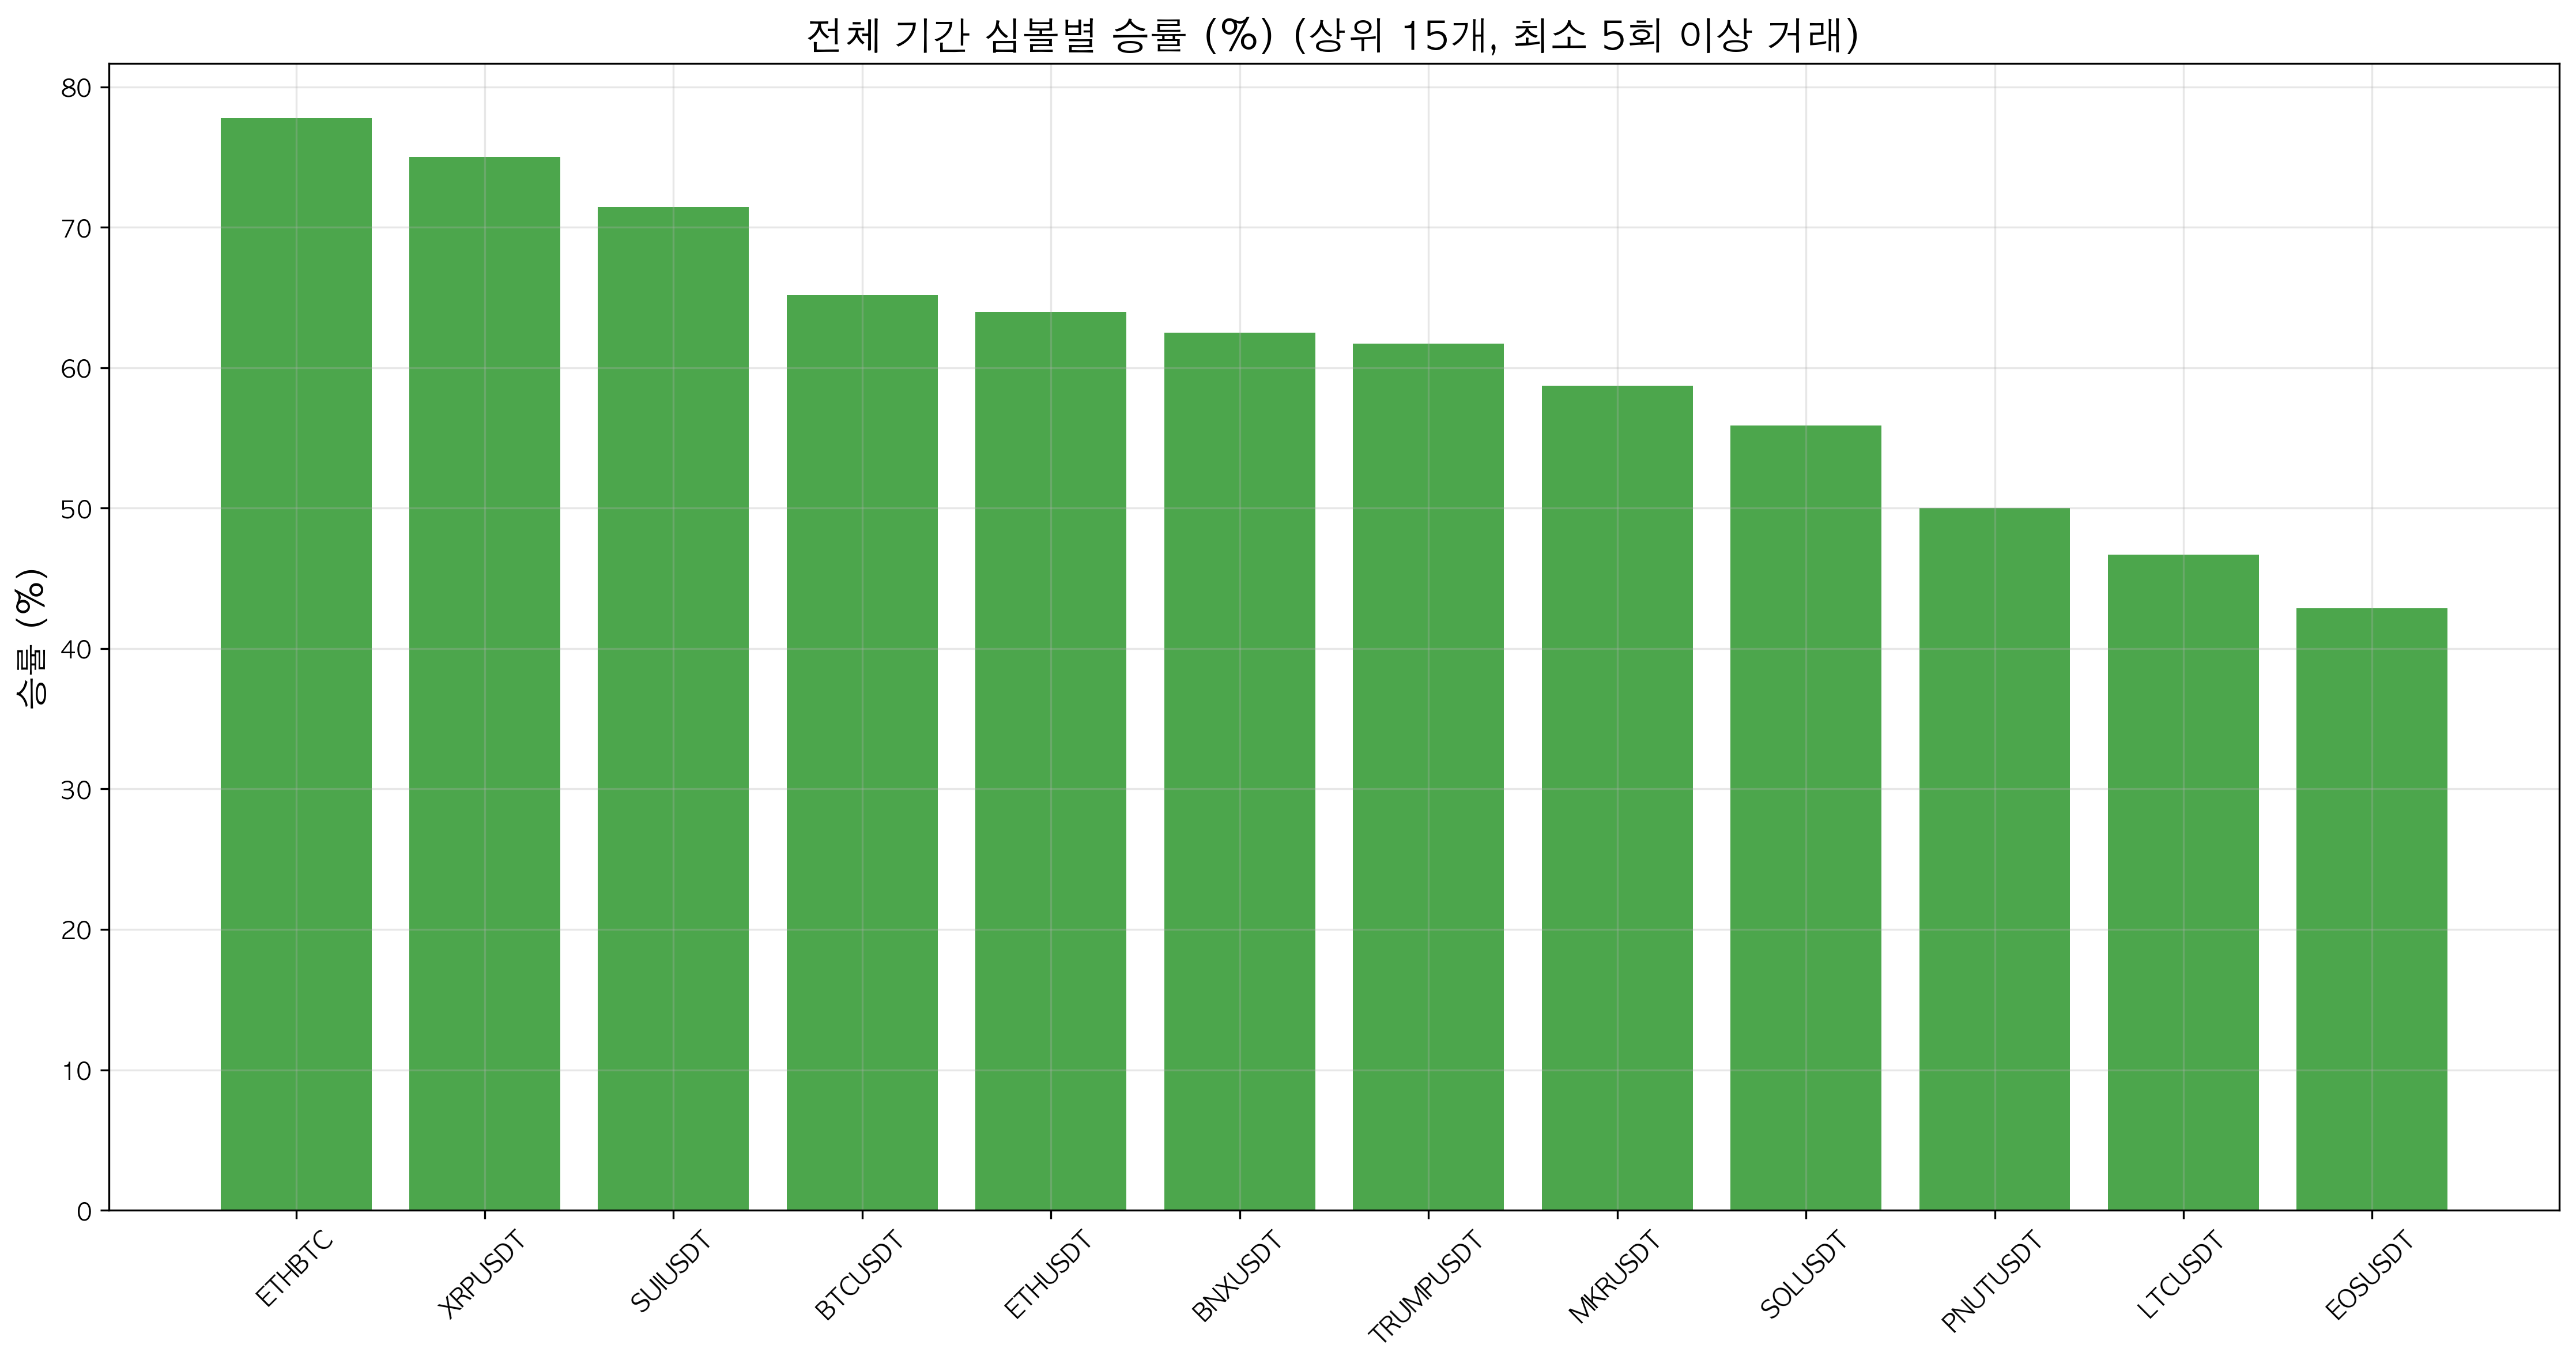 전체 기간 심볼별 승률 (%) (상위 15개, 최소 5회 이상 거래)
승률 (%)
80
70
60
50
40
30
20
10
0
ETHBTC
XRPUSDT
SUIUSDT
BTCUSDT
ETHUSDT
BNXUSDT
TRUMPUSDT
MKRUSDT
SOLUSDT
PNUTUSDT
LTCUSDT
EOSUSDT